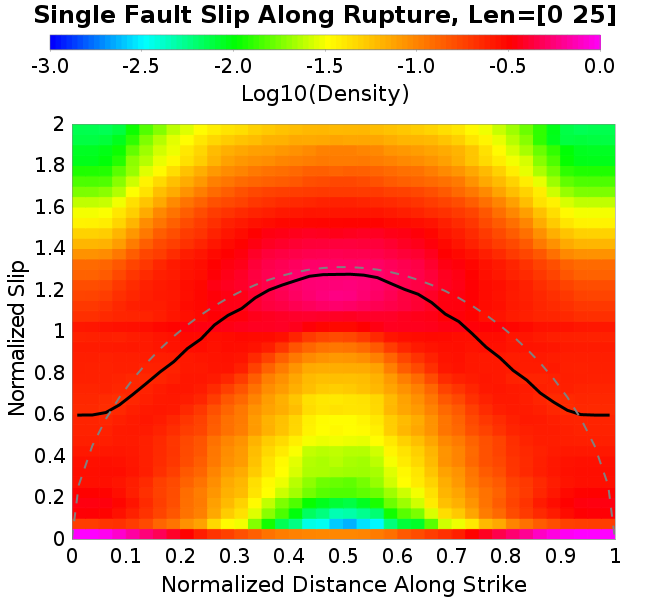 Single Fault Slip Along Rupture, Len=[0 25]
-3.0 -2.5 -2.0 -1.5 -1.0 -0.5 0.0
Log10(Density)
2
1.8
1.6
1.4
1.2
1
0.8
0.6
0.4
0.2
0
Normalized Slip
0 0.1 0.2 0.3 0.4 0.5 0.6 0.7 0.8 0.9 1
Normalized Distance Along Strike